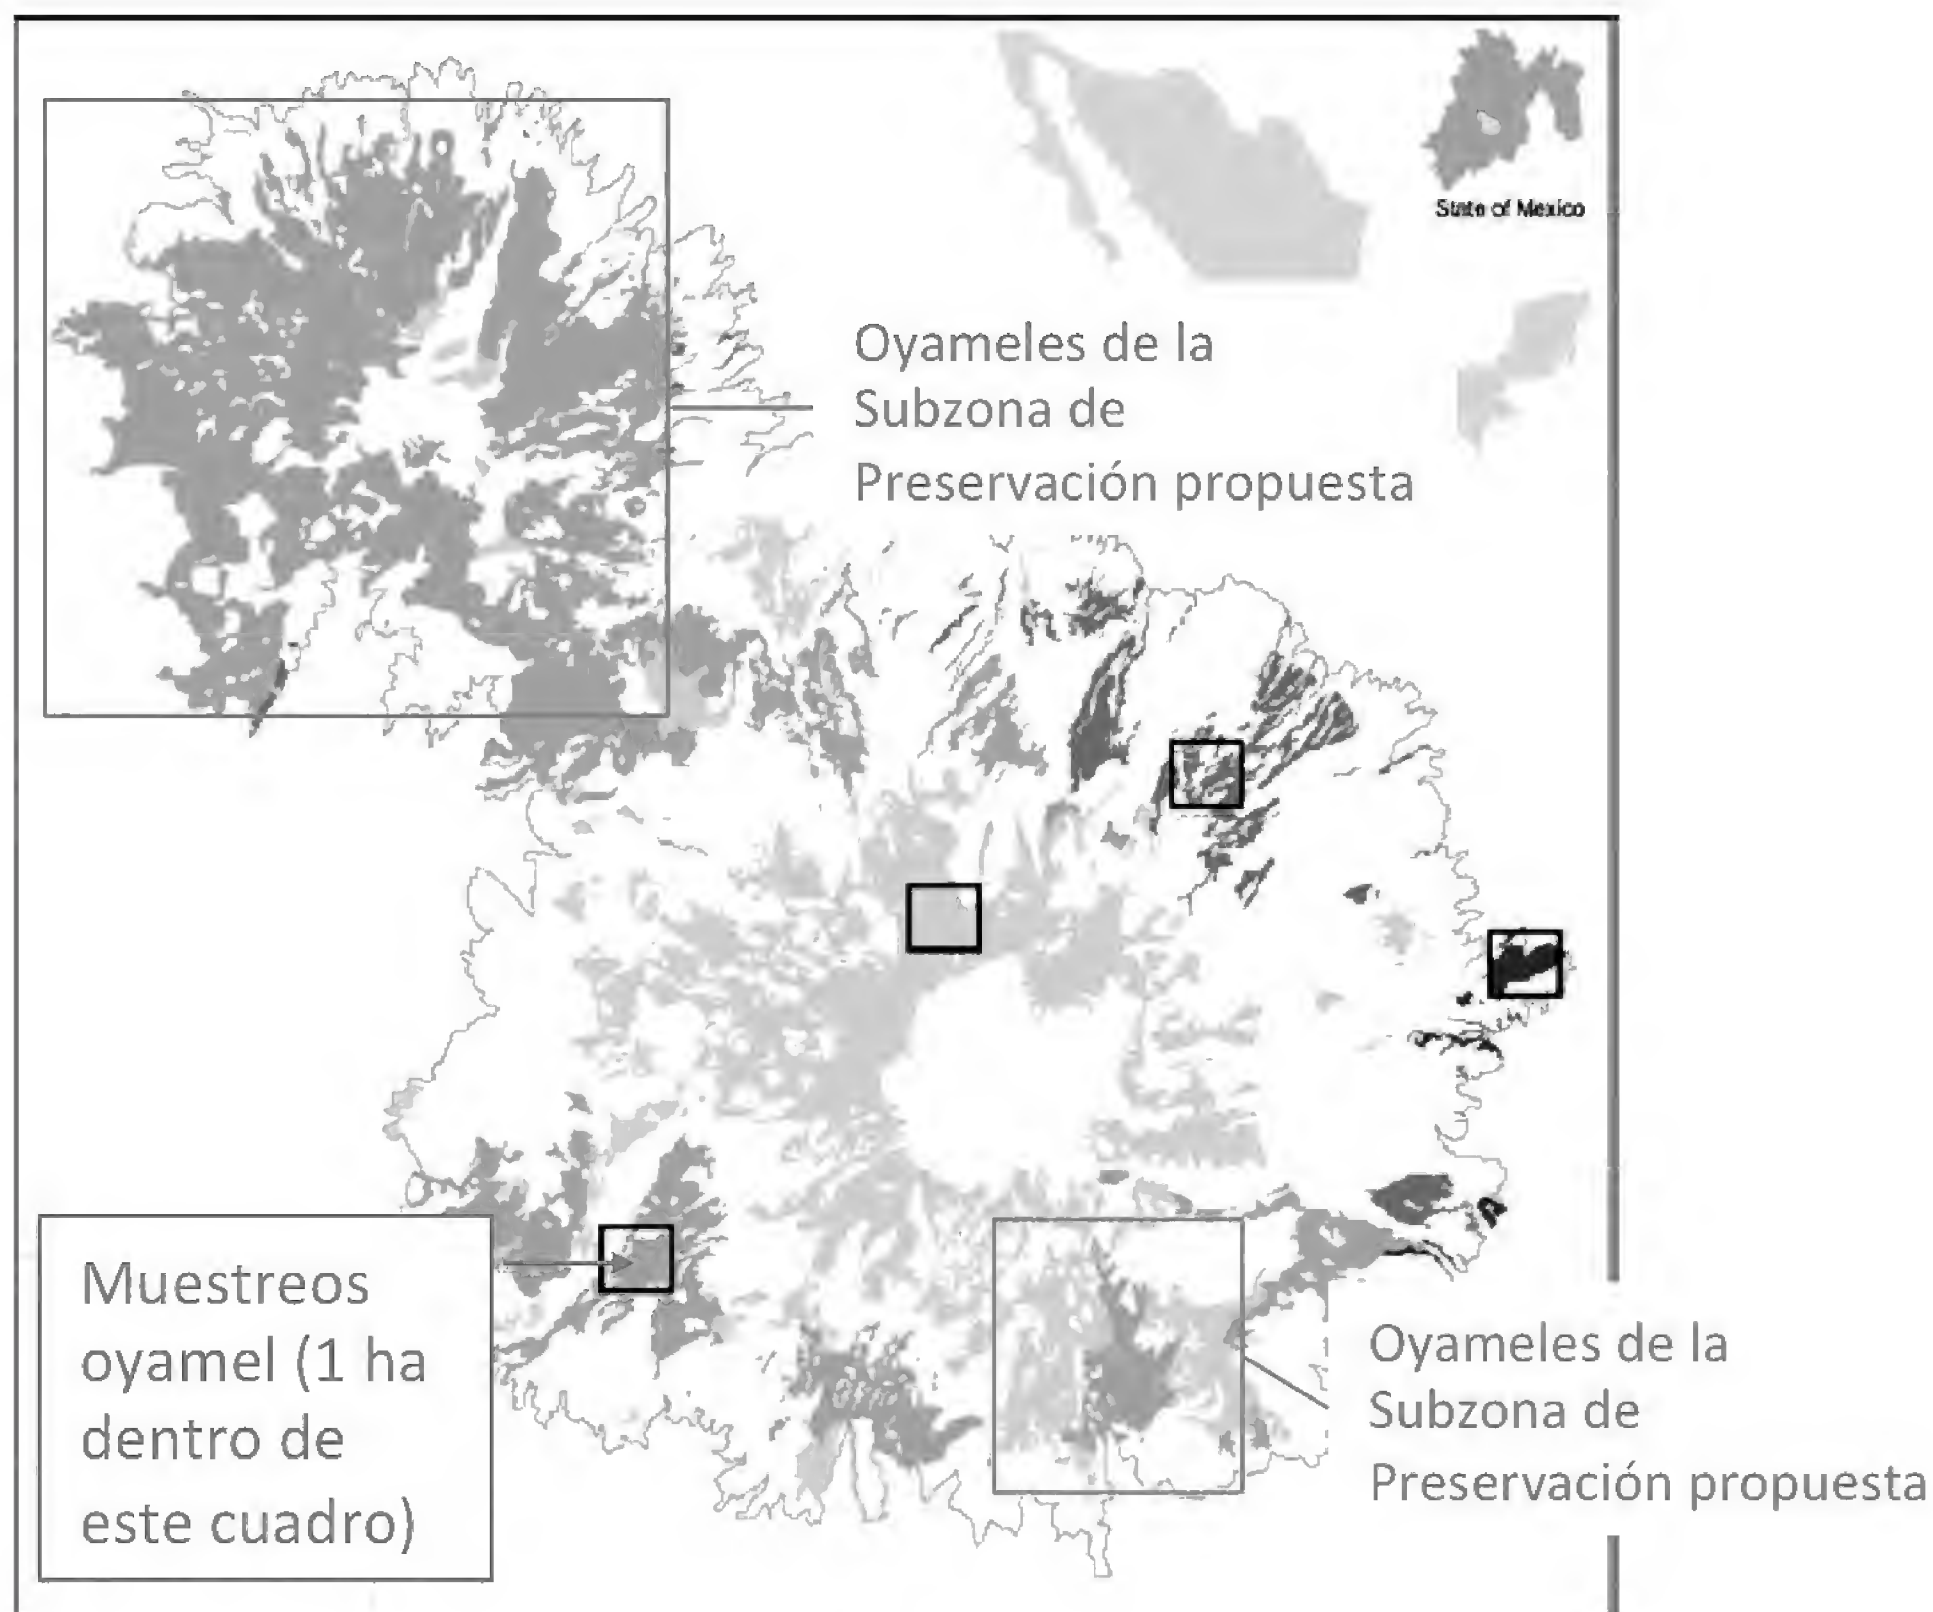 State of Mexico
Oyameles de la
Subzona de
Preservación propuesta
Muestreos
oyamel (1 ha
dentro de
este cuadro)
Oyameles de la
Subzona de
Preservación propuesta